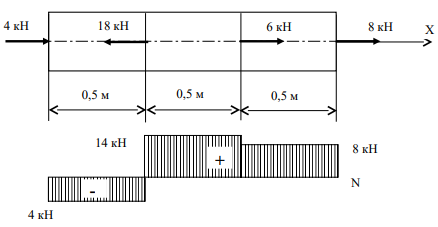 4 кН 18 кН 6 кН 8 кН X
0,5 м 0,5 м 0,5 м
14 кН 8 кН
+
- N
4 кН